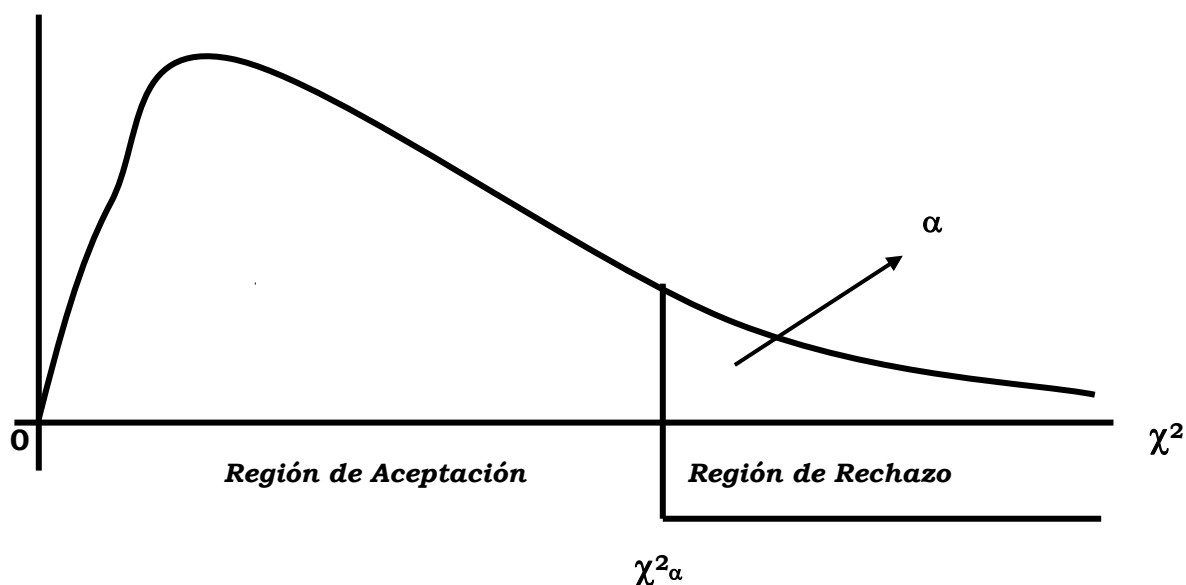 α
0
χ²
Región de Aceptación
Región de Rechazo
χ²α